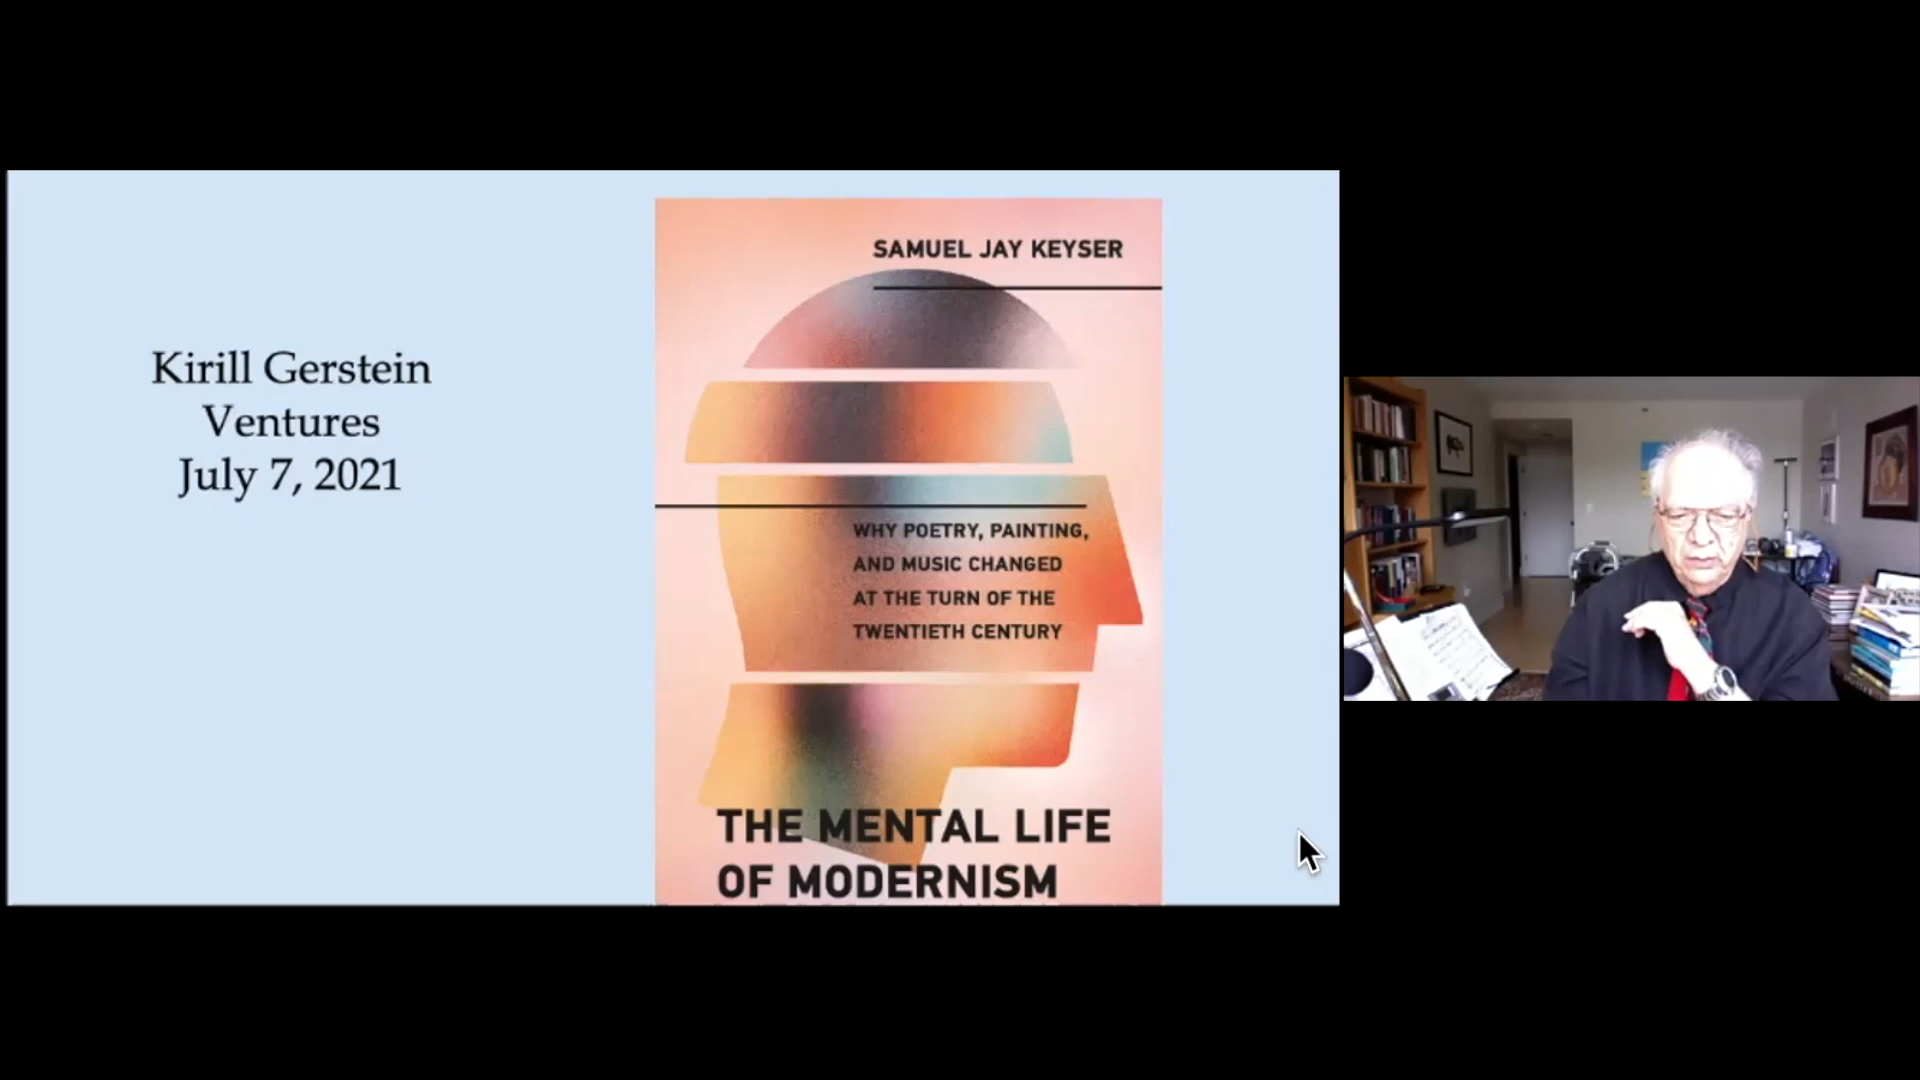 Kirill Gerstein
Ventures
July 7, 2021
SAMUEL JAY KEYSER
WHY POETRY, PAINTING,
AND MUSIC CHANGED
AT THE TURN OF THE
TWENTIETH CENTURY
THE MENTAL LIFE
OF MODERNISM